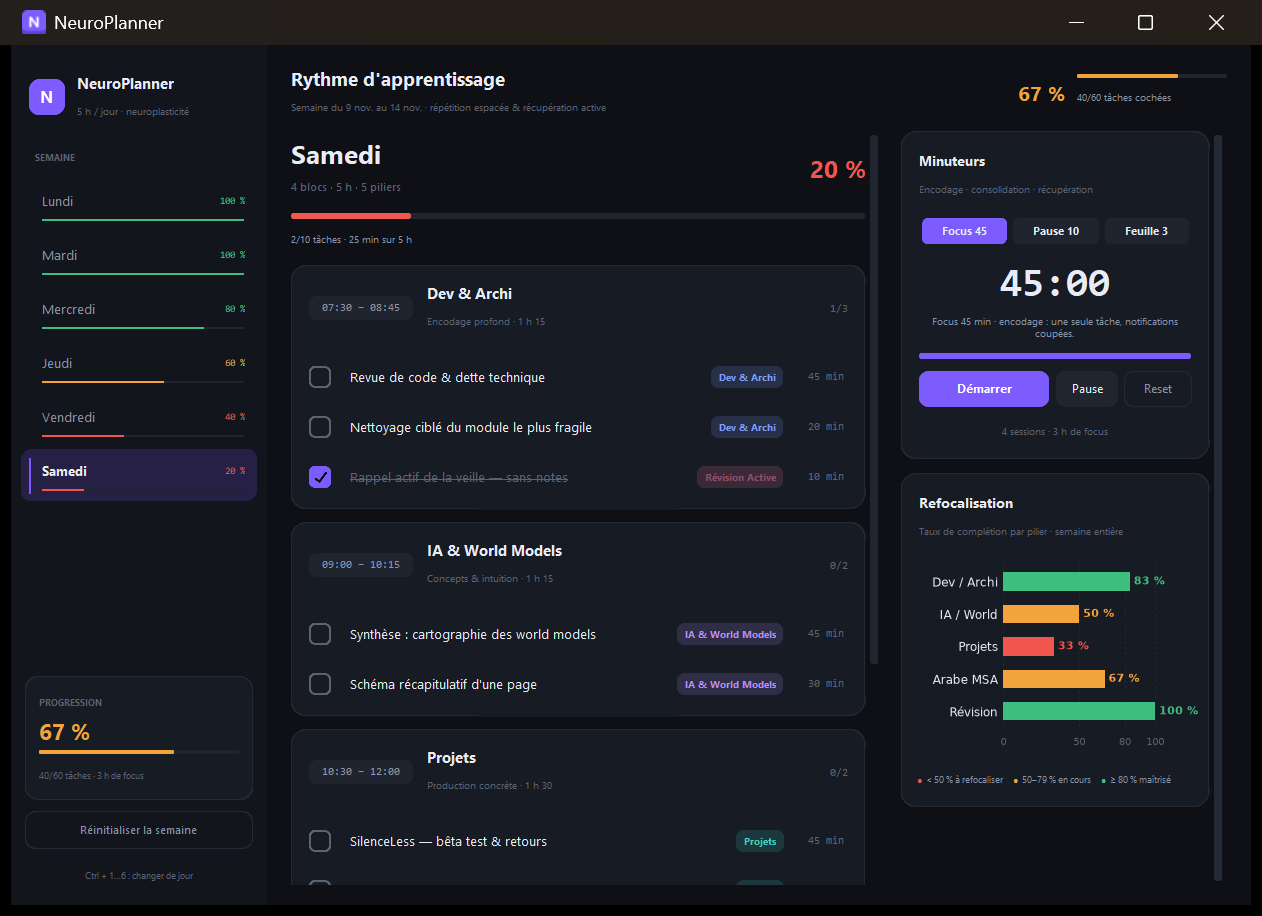 N NeuroPlanner
N
NeuroPlanner
5 h / jour · neuroplasticité
SEMAINE
Lundi 100 %
Mardi 100 %
Mercredi 80 %
Jeudi 60 %
Vendredi 40 %
Samedi 20 %
PROGRESSION
67 %
40/60 tâches · 3 h de focus
Réinitialiser la semaine
Ctrl + 1…6 : changer de jour
Rythme d'apprentissage
Semaine du 9 nov. au 14 nov. · répétition espacée & récupération active
67 % 40/60 tâches cochées
Samedi
4 blocs · 5 h · 5 piliers
20 %
2/10 tâches · 25 min sur 5 h
07:30 – 08:45
Dev & Archi
Encodage profond · 1 h 15
1/3
Revue de code & dette technique Dev & Archi 45 min
Nettoyage ciblé du module le plus fragile Dev & Archi 20 min
Rappel actif de la veille — sans notes Révision Active 10 min
09:00 – 10:15
IA & World Models
Concepts & intuition · 1 h 15
0/2
Synthèse : cartographie des world models IA & World Models 45 min
Schéma récapitulatif d'une page IA & World Models 30 min
10:30 – 12:00
Projets
Production concrète · 1 h 30
0/2
SilenceLess — bêta test & retours Projets 45 min
Minuteurs
Encodage · consolidation · récupération
Focus 45 Pause 10 Feuille 3
45:00
Focus 45 min · encodage : une seule tâche, notifications
coupées.
Démarrer Pause Reset
4 sessions · 3 h de focus
Refocalisation
Taux de complétion par pilier · semaine entière
Dev / Archi 83 %
IA / World 50 %
Projets 33 %
Arabe MSA 67 %
Révision 100 %
0 50 80 100
< 50 % à refocaliser 50–79 % en cours ≥ 80 % maîtrisé